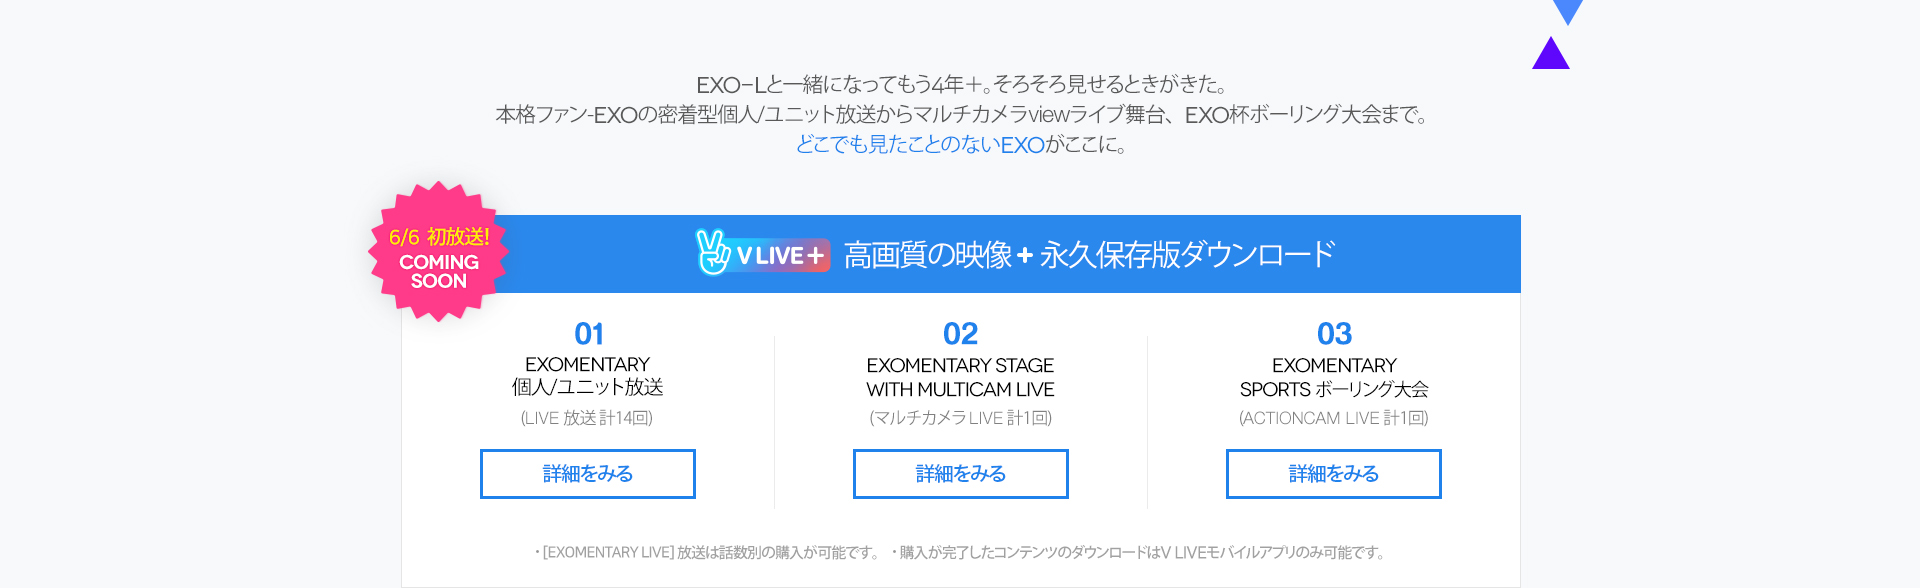 EXO-Lと一緒になってもう4年＋。そろそろ見せるときがきた。
本格ファン-EXOの密着型個人/ユニット放送からマルチカメラviewライブ舞台、EXO杯ボーリング大会まで。
どこでも見たことのないEXOがここに。
6/6 初放送!
COMING
SOON
V LIVE + 高画質の映像 + 永久保存版ダウンロード
01
EXOMENTARY
個人/ユニット放送
(LIVE 放送 計14回)
詳細をみる
02
EXOMENTARY STAGE
WITH MULTICAM LIVE
(マルチカメラ LIVE 計1回)
詳細をみる
03
EXOMENTARY
SPORTS ボーリング大会
(ACTIONCAM LIVE 計1回)
詳細をみる
・[EXOMENTARY LIVE] 放送は話数別の購入が可能です。 ・購入が完了したコンテンツのダウンロードはV LIVEモバイルアプリのみ可能です。